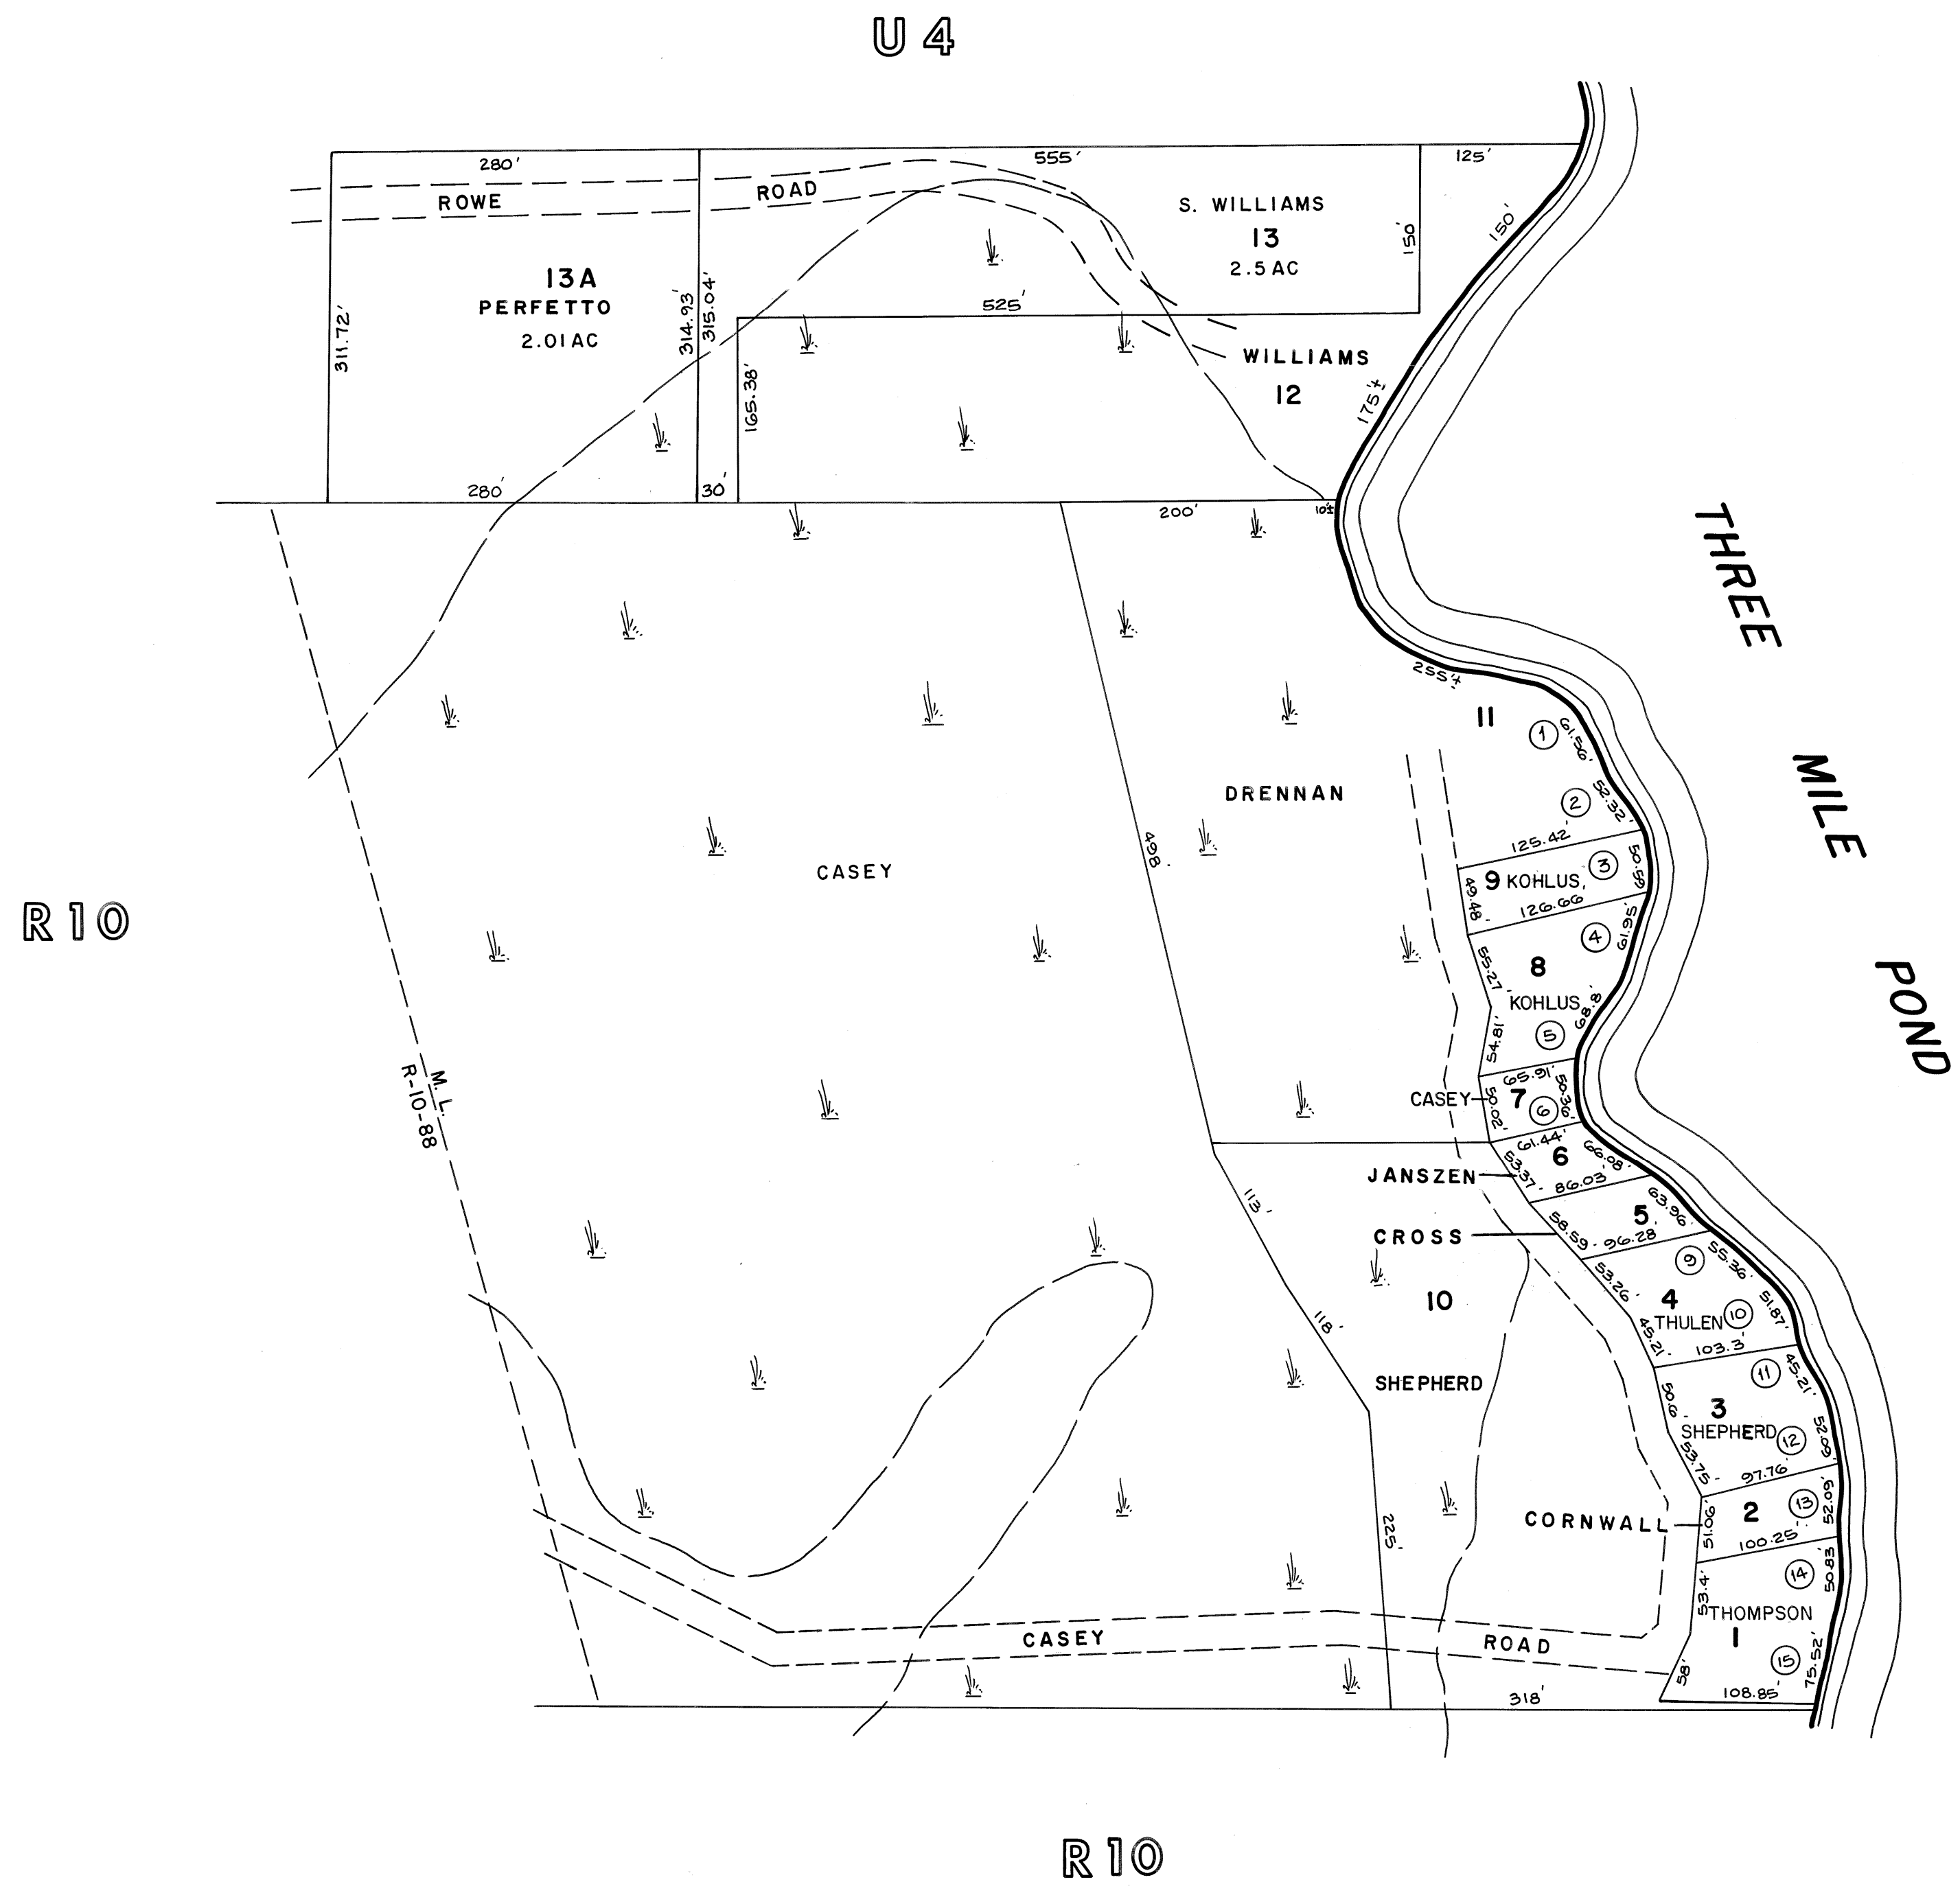 U 4
280'
555'
125'
ROWE
ROAD
S. WILLIAMS
13
2.5 AC
150'
150'
13A
PERFETTO
2.01 AC
311.72'
314.93'
315.04'
525'
165.38'
WILLIAMS
12
175'±
280'
30'
200'
10'±
THREE
MILE
POND
255'±
11
1
61.56'
2
52.32'
DRENNAN
498'
125.42'
CASEY
9 KOHLUS
3
50.59'
49.48'
126.66'
R 10
4
61.95'
8
55.27'
KOHLUS
68.8'
5
54.81'
65.91'
CASEY
7
6
50.36'
50.02'
M. L.
R-10-88
61.44'
6
66.08'
JANSZEN
53.37'
86.03'
113'
5
63.96'
CROSS
58.59'
96.28'
9
55.36'
53.26'
10
4
51.87'
THULEN
10
118'
45.21'
103.3'
SHEPHERD
11
45.21'
50.6'
3
SHEPHERD
12
52.09'
53.75'
97.76'
CORNWALL
2
13
52.09'
51.06'
100.25'
522'
14
50.83'
53.4'
THOMPSON
1
CASEY
ROAD
15
75.52'
58'
108.85'
318'
R 10